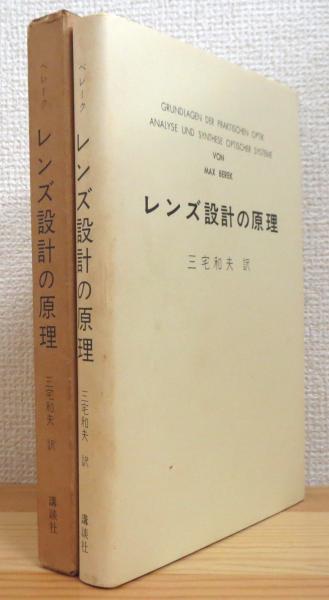 ベレーク
レンズ設計の原理
三宅和夫 訳
講談社
ベレーク
レンズ設計の原理
三宅和夫 訳
講談社
GRUNDLAGEN DER PRAKTISCHEN OPTIK
ANALYSE UND SYNTHESE OPTISCHER SYSTEME
VON
MAX BEREK
レンズ設計の原理
三宅和夫 訳